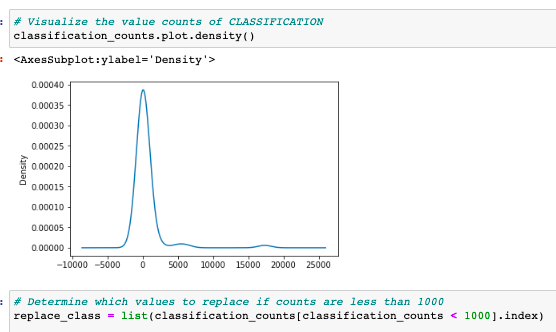 : # Visualize the value counts of CLASSIFICATION
classification_counts.plot.density()
: <AxesSubplot:ylabel='Density'>
0.00040
0.00035
0.00030
0.00025
0.00020
0.00015
0.00010
0.00005
0.00000
Density
−10000 −5000 0 5000 10000 15000 20000 25000
: # Determine which values to replace if counts are less than 1000
replace_class = list(classification_counts[classification_counts < 1000].index)